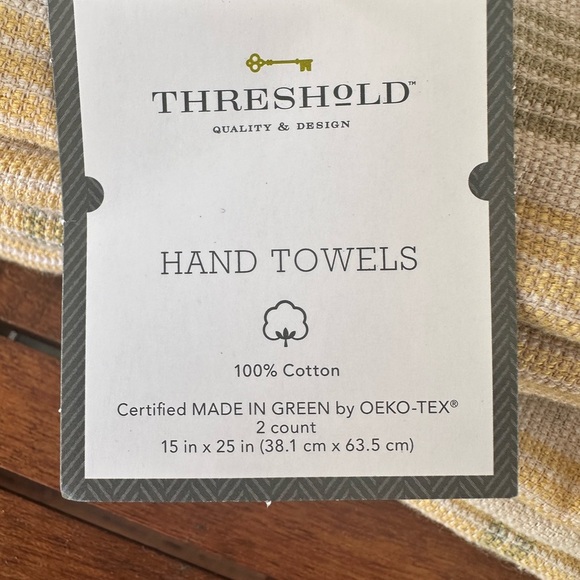 THRESHOLD™
QUALITY & DESIGN
HAND TOWELS
100% Cotton
Certified MADE IN GREEN by OEKO-TEX®
2 count
15 in x 25 in (38.1 cm x 63.5 cm)